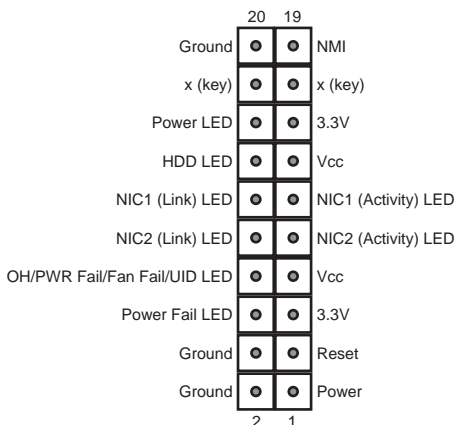 20 19
Ground NMI
x (key) x (key)
Power LED 3.3V
HDD LED Vcc
NIC1 (Link) LED NIC1 (Activity) LED
NIC2 (Link) LED NIC2 (Activity) LED
OH/PWR Fail/Fan Fail/UID LED Vcc
Power Fail LED 3.3V
Ground Reset
Ground Power
2 1